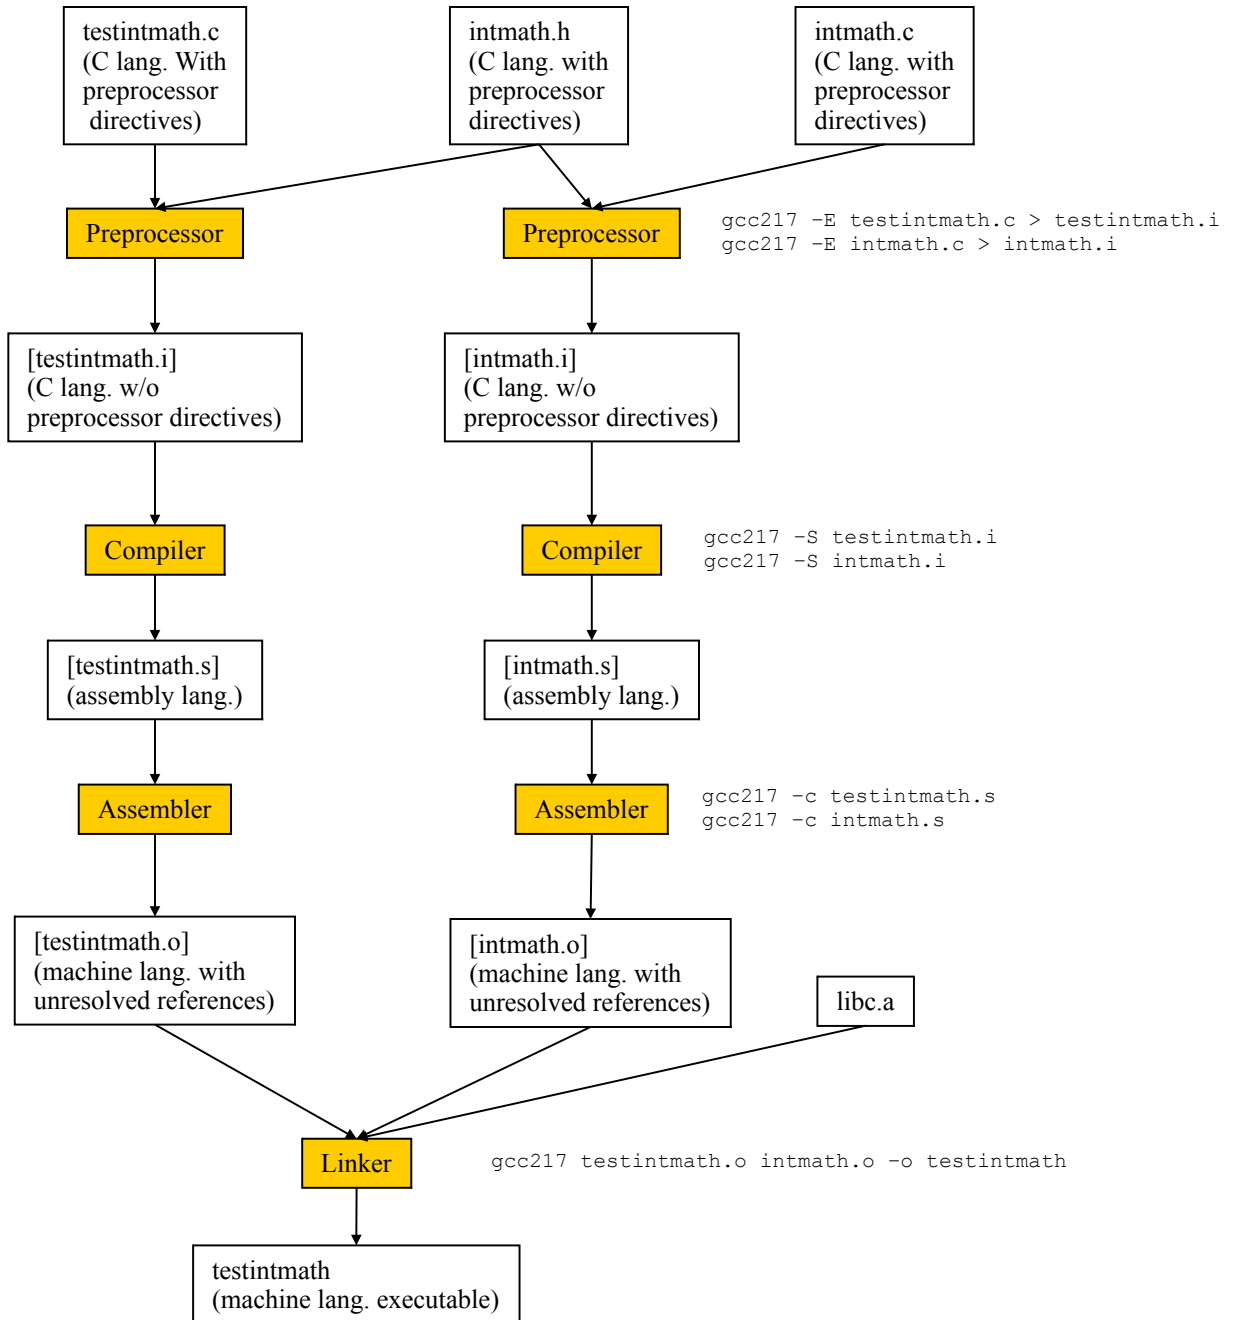 testintmath.c
(C lang. With
preprocessor
directives)
intmath.h
(C lang. with
preprocessor
directives)
intmath.c
(C lang. with
preprocessor
directives)
Preprocessor
Preprocessor
gcc217 –E testintmath.c > testintmath.i
gcc217 –E intmath.c > intmath.i
[testintmath.i]
(C lang. w/o
preprocessor directives)
[intmath.i]
(C lang. w/o
preprocessor directives)
Compiler
Compiler
gcc217 –S testintmath.i
gcc217 –S intmath.i
[testintmath.s]
(assembly lang.)
[intmath.s]
(assembly lang.)
Assembler
Assembler
gcc217 –c testintmath.s
gcc217 –c intmath.s
[testintmath.o]
(machine lang. with
unresolved references)
[intmath.o]
(machine lang. with
unresolved references)
libc.a
Linker
gcc217 testintmath.o intmath.o –o testintmath
testintmath
(machine lang. executable)